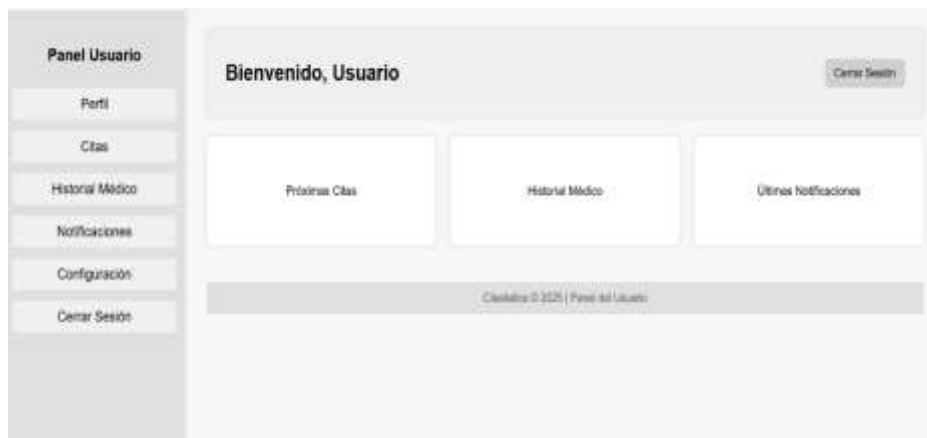 Panel Usuario
Perfil
Citas
Historial Médico
Notificaciones
Configuración
Cerrar Sesión
Bienvenido, Usuario
Cerrar Sesión
Próximas Citas
Historial Médico
Últimas Notificaciones
© 2025 | Panel del Usuario